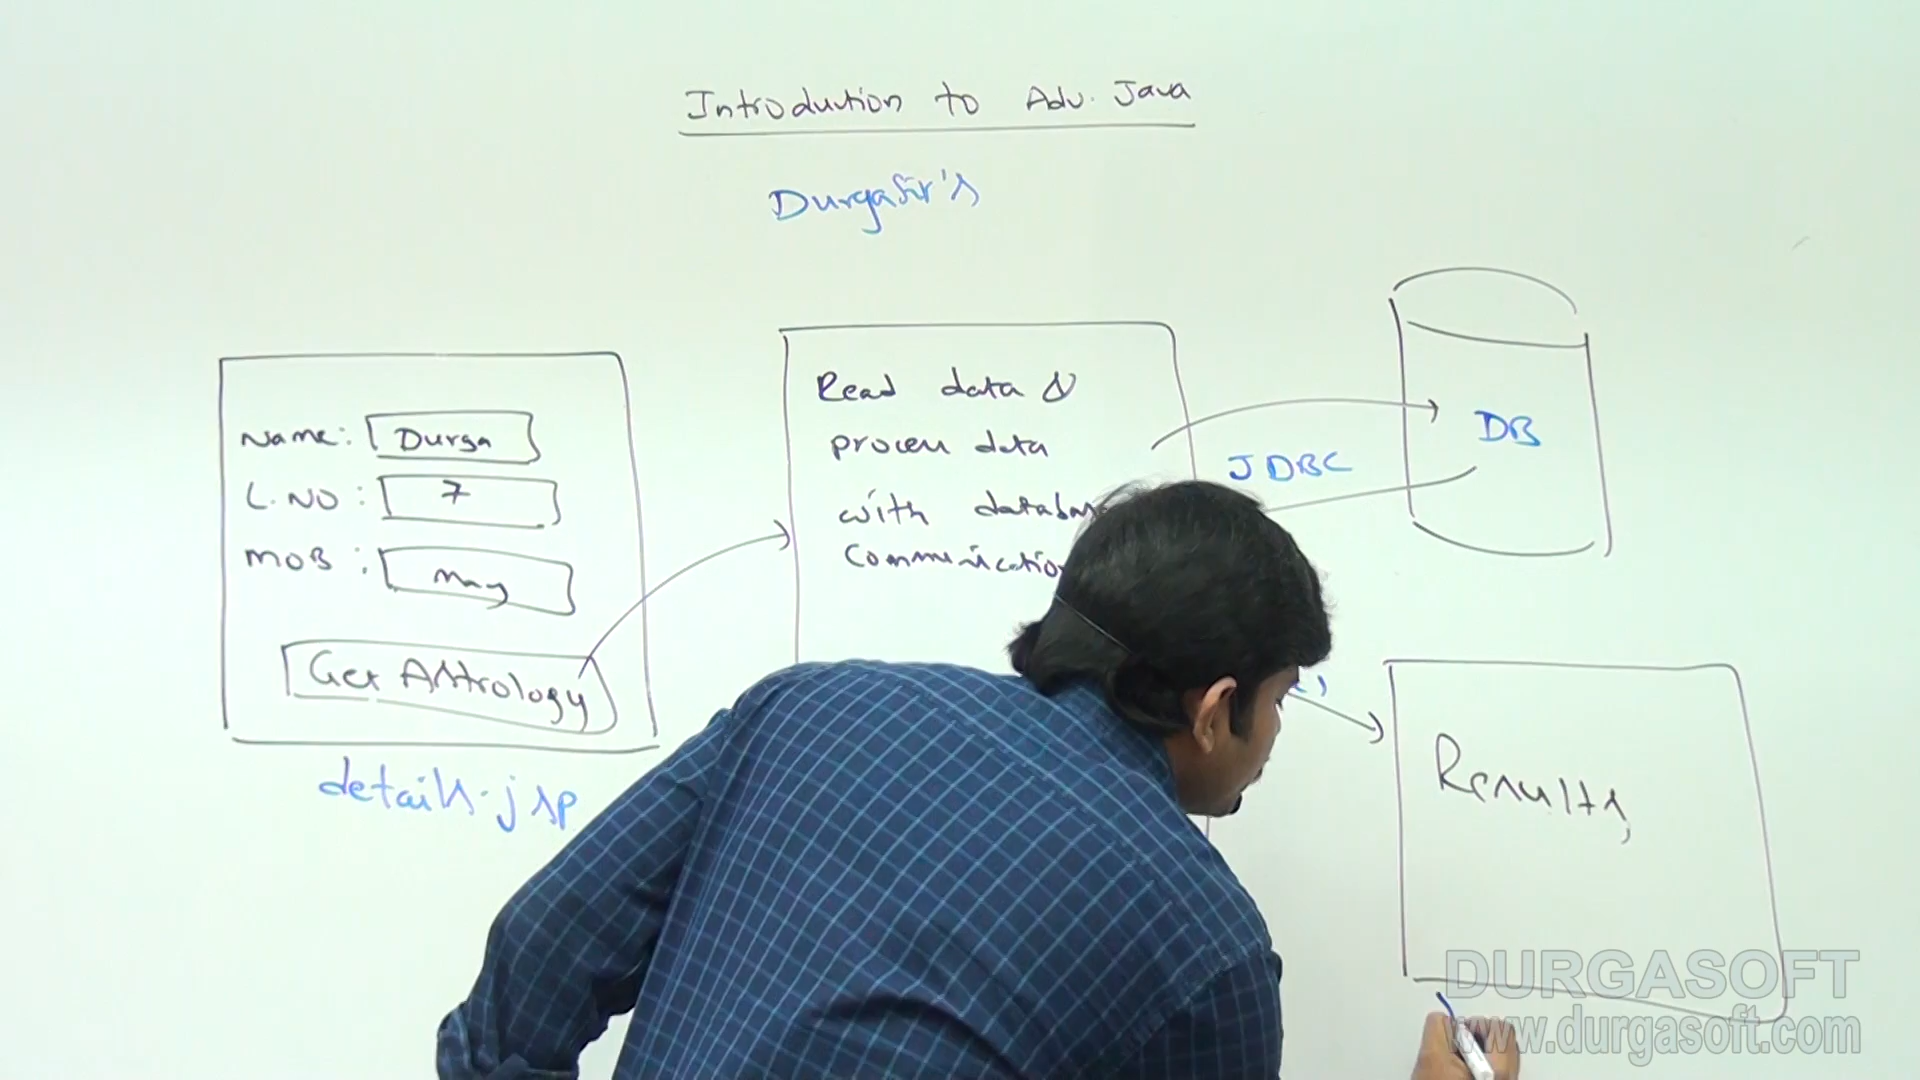 Introduction to Adv. Java
Durgasir's
Name: Durga
L.NO: 7
MOB: May
Get Astrology
details.jsp
Read data &
process data
with database
Communication
JDBC
DB
Results
DURGASOFT
www.durgasoft.com